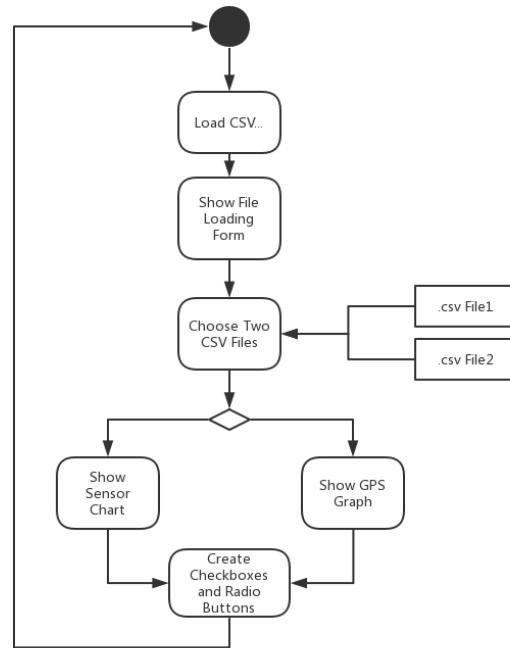 Load CSV...
Show File
Loading
Form
Choose Two
CSV Files
.csv File1
.csv File2
Show
Sensor
Chart
Show GPS
Graph
Create
Checkboxes
and Radio
Buttons